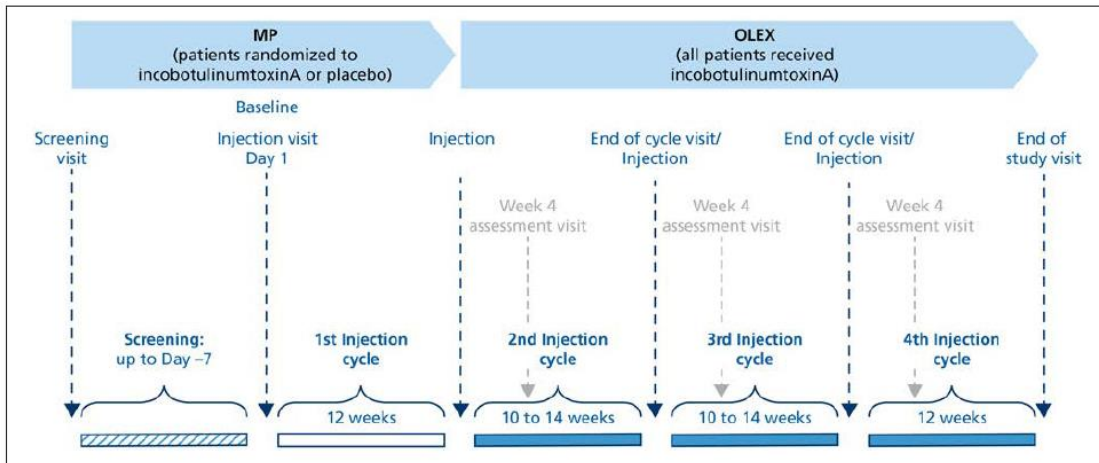 MP
(patients randomized to
incobotulinumtoxinA or placebo)
OLEX
(all patients received
incobotulinumtoxinA)
Baseline
Screening
visit
Injection visit
Day 1
Injection
End of cycle visit/
Injection
End of cycle visit/
Injection
End of
study visit
Week 4
assessment visit
Week 4
assessment visit
Week 4
assessment visit
Screening:
up to Day –7
1st Injection
cycle
2nd Injection
cycle
3rd Injection
cycle
4th Injection
cycle
12 weeks
10 to 14 weeks
10 to 14 weeks
12 weeks